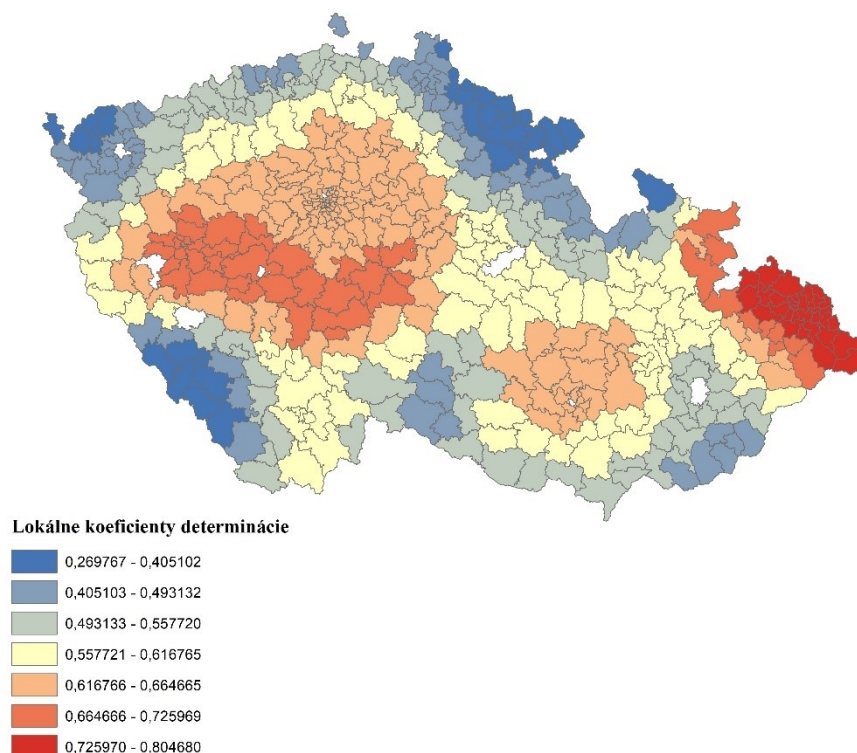 Lokálne koeficienty determinácie
0,269767 - 0,405102
0,405103 - 0,493132
0,493133 - 0,557720
0,557721 - 0,616765
0,616766 - 0,664665
0,664666 - 0,725969
0,725970 - 0,804680